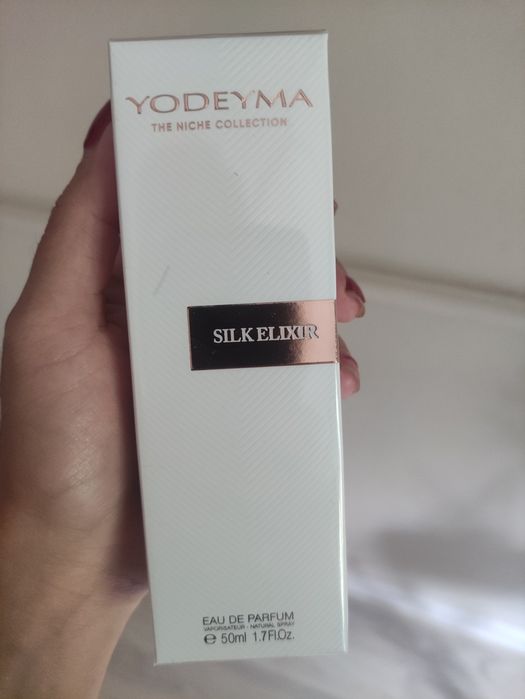 YODEYMA
THE NICHE COLLECTION
SILK ELIXIR
EAU DE PARFUM
VAPORISATEUR - NATURAL SPRAY
℮ 50ml 1.7Fl.Oz.